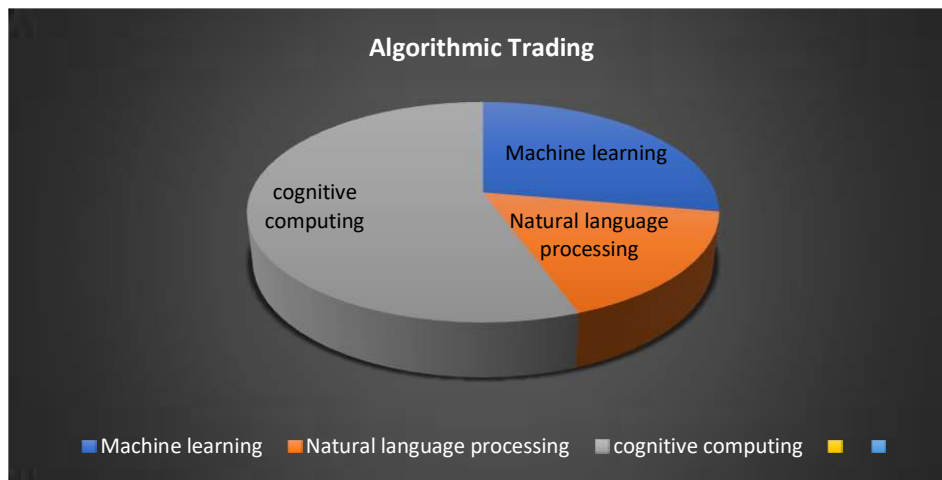 Algorithmic Trading
Machine learning
cognitive
computing
Natural language
processing
Machine learning Natural language processing cognitive computing